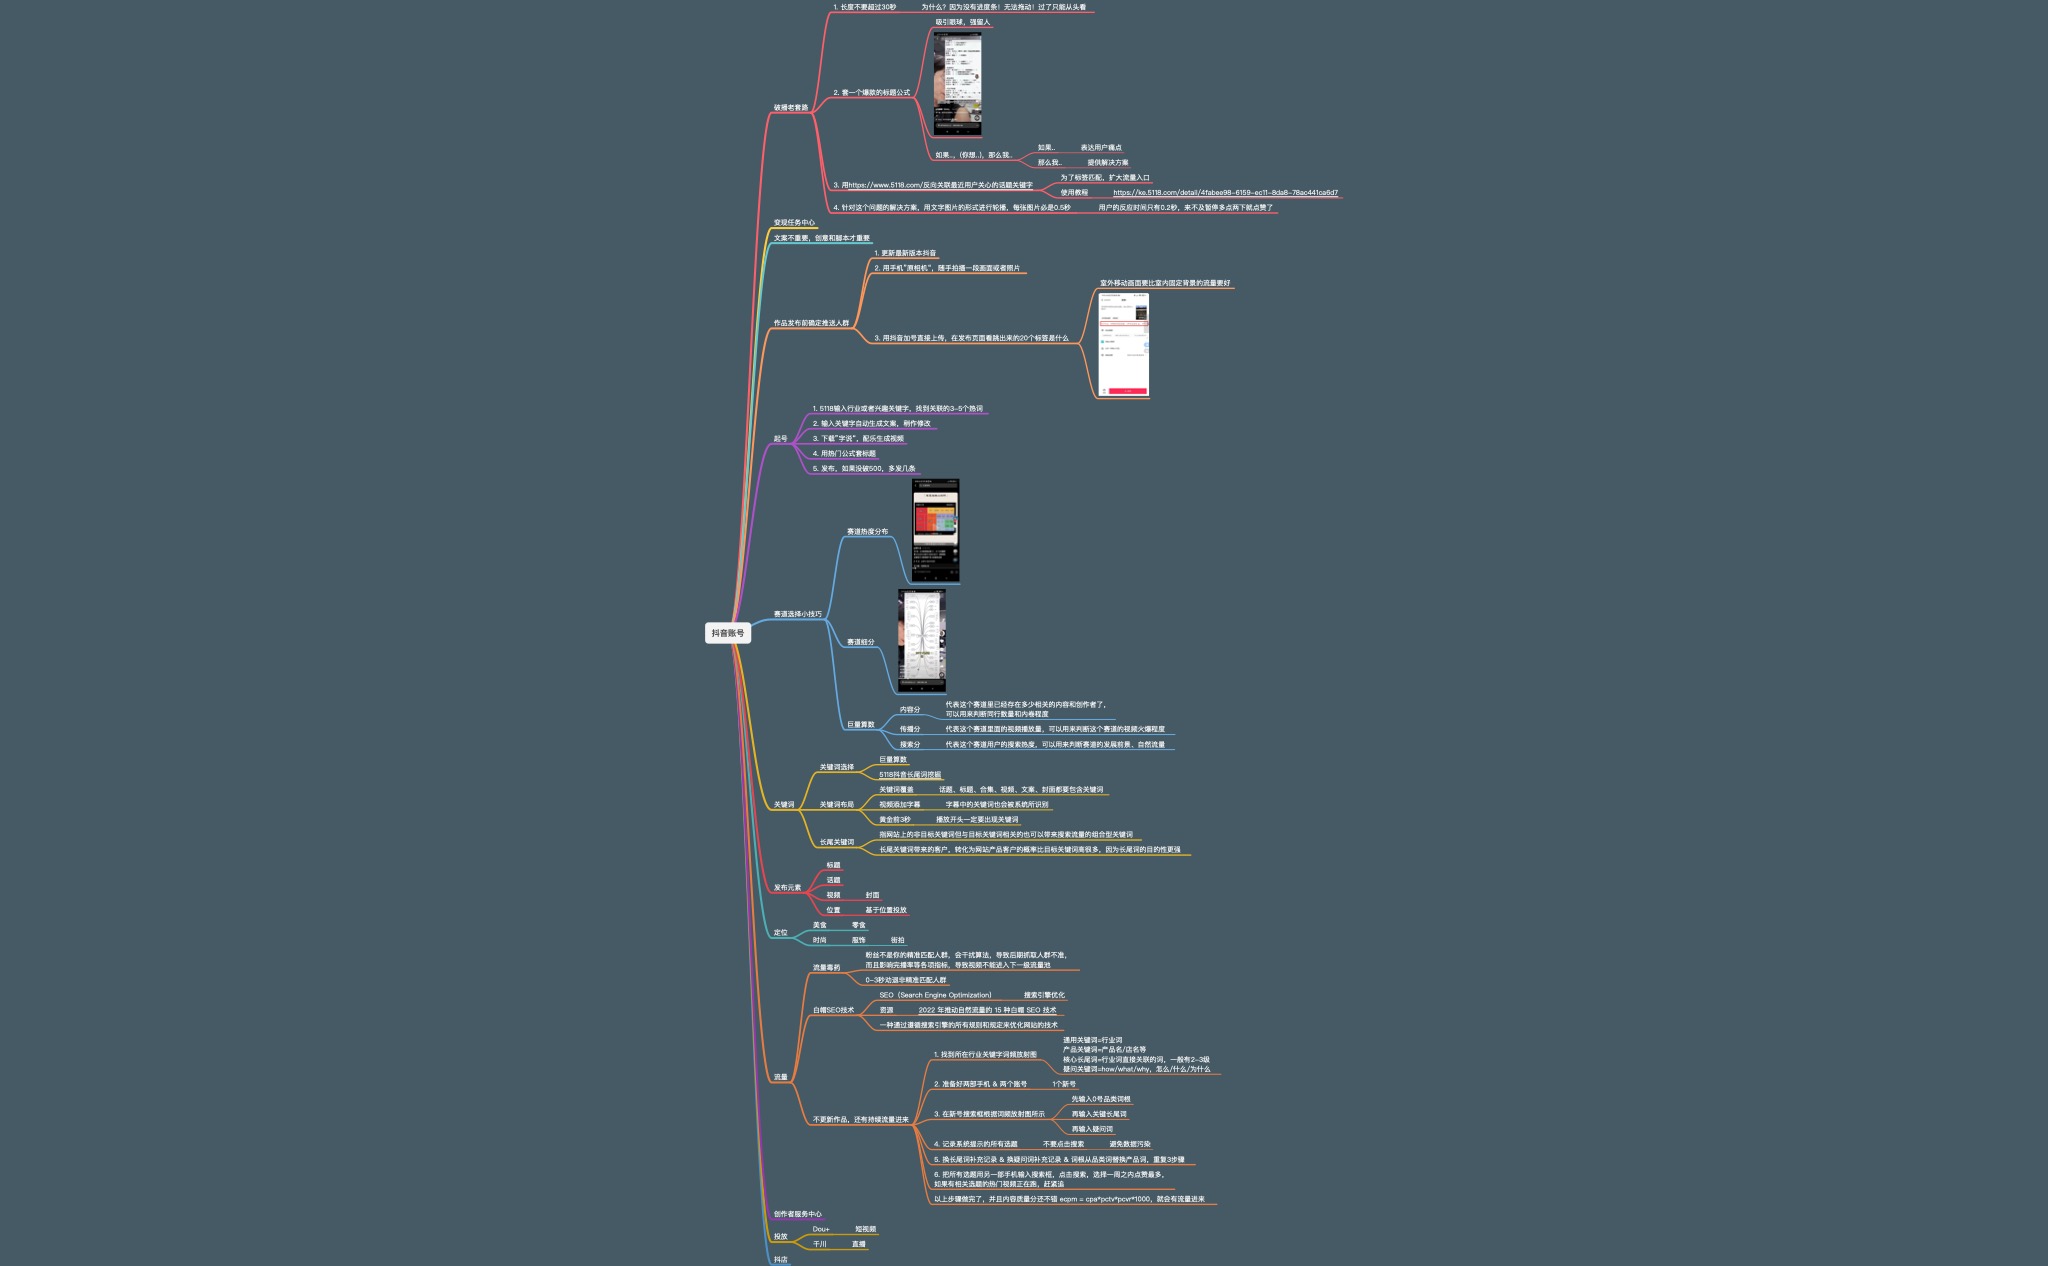 1. 长度不要超过30秒
为什么？因为没有进度条！无法拖动！过了只能从头看
吸引眼球，强留人
2. 套一个爆款的标题公式
破播老套路
如果...，(你想..)，那么我..
如果..
表达用户痛点
那么我..
提供解决方案
3. 用https://www.5118.com/反向关联最近用户关心的话题关键字
为了标签匹配，扩大流量入口
使用教程
https://ke.5118.com/detail/4fabee98-6159-ec11-8da8-78ac441ca6d7
4. 针对这个问题的解决方案，用文字图片的形式进行轮播，每张图片必是0.5秒
用户的反应时间只有0.2秒，来不及暂停多点两下就点赞了
变现任务中心
文案不重要，创意和脚本才重要
1. 更新最新版本抖音
2. 用手机"原相机"，随手拍播一段画面或者照片
室外移动画面要比室内固定背景的流量要好
作品发布前确定推送人群
3. 用抖音加号直接上传，在发布页面看跳出来的20个标签是什么
1. 5118输入行业或者兴趣关键字，找到关联的3-5个热词
2. 输入关键字自动生成文案，稍作修改
起号
3. 下载"字说"，配乐生成视频
4. 用热门公式套标题
5. 发布，如果没破500，多发几条
赛道热度分布
赛道选择小技巧
抖音账号
赛道细分
内容分
代表这个赛道里已经存在多少相关的内容和创作者了，
可以用来判断同行数量和内卷程度
巨量算数
传播分
代表这个赛道里面的视频播放量，可以用来判断这个赛道的视频火爆程度
搜索分
代表这个赛道用户的搜索热度，可以用来判断赛道的发展前景、自然流量
关键词选择
巨量算数
5118抖音长尾词挖掘
关键词
关键词布局
关键词覆盖
话题、标题、合集、视频、文案、封面都要包含关键词
视频添加字幕
字幕中的关键词也会被系统所识别
黄金前3秒
播放开头一定要出现关键词
长尾关键词
指网站上的非目标关键词但与目标关键词相关的也可以带来搜索流量的组合型关键词
长尾关键词带来的客户，转化为网站产品客户的概率比目标关键词高很多，因为长尾词的目的性更强
发布元素
标题
话题
视频
封面
位置
基于位置投放
定位
美食
零食
时尚
服饰
街拍
流量毒药
粉丝不是你的精准匹配人群，会干扰算法，导致后期抓取人群不准，
而且影响完播率等各项指标，导致视频不能进入下一级流量池
0-3秒劝退非精准匹配人群
白帽SEO技术
SEO（Search Engine Optimization）
搜索引擎优化
资源
2022 年推动自然流量的 15 种白帽 SEO 技术
一种通过遵循搜索引擎的所有规则和规定来优化网站的技术
流量
1. 找到所在行业关键字词频放射图
通用关键词=行业词
产品关键词=产品名/店名等
核心长尾词=行业词直接关联的词，一般有2-3级
疑问关键词=how/what/why，怎么/什么/为什么
2. 准备好两部手机 & 两个账号
1个新号
不更新作品，还有持续流量进来
3. 在新号搜索框根据词频放射图所示
先输入0号品类词根
再输入关键长尾词
再输入疑问词
4. 记录系统提示的所有选题
不要点击搜索
避免数据污染
5. 换长尾词补充记录 & 换疑问词补充记录 & 词根从品类词替换产品词，重复3步骤
6. 把所有选题用另一部手机输入搜索框，点击搜索，选择一周之内点赞最多，
如果有相关选题的热门视频正在跑，赶紧追
以上步骤做完了，并且内容质量分还不错 eqpm = cpa*pctv*pcvr*1000，就会有流量进来
创作者服务中心
投放
Dou+
短视频
千川
直播
抖店